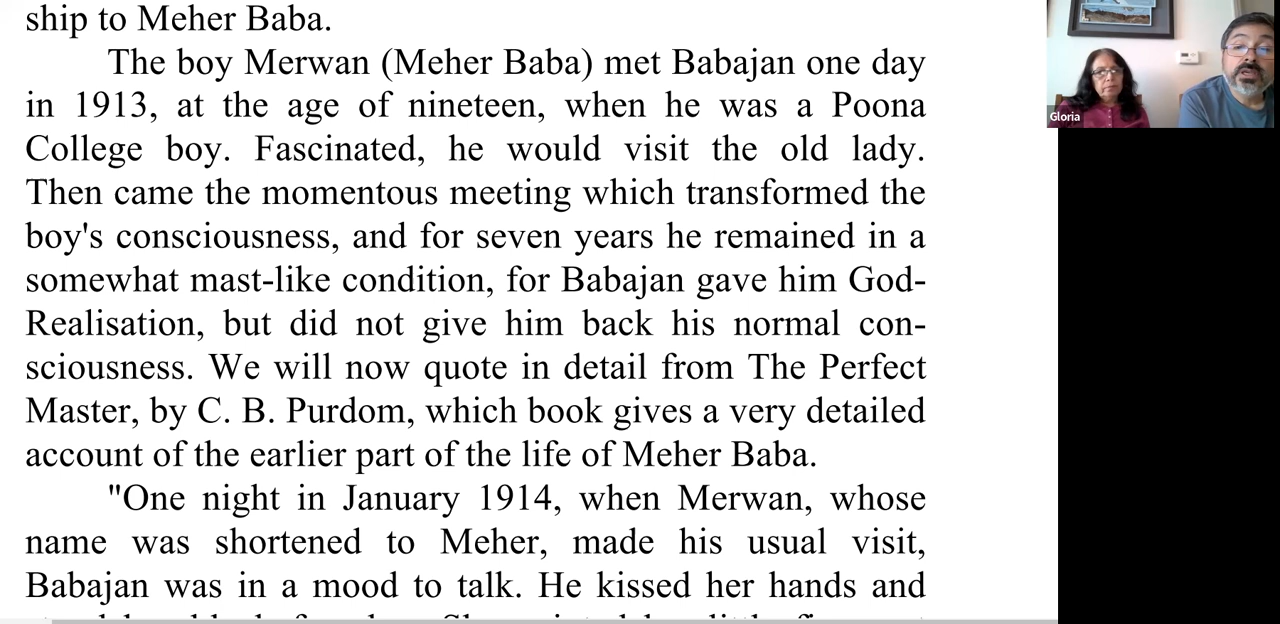 ship to Meher Baba.
The boy Merwan (Meher Baba) met Babajan one day
in 1913, at the age of nineteen, when he was a Poona
College boy. Fascinated, he would visit the old lady.
Then came the momentous meeting which transformed the
boy's consciousness, and for seven years he remained in a
somewhat mast-like condition, for Babajan gave him God-
Realisation, but did not give him back his normal con-
sciousness. We will now quote in detail from The Perfect
Master, by C. B. Purdom, which book gives a very detailed
account of the earlier part of the life of Meher Baba.
"One night in January 1914, when Merwan, whose
name was shortened to Meher, made his usual visit,
Babajan was in a mood to talk. He kissed her hands and
Gloria